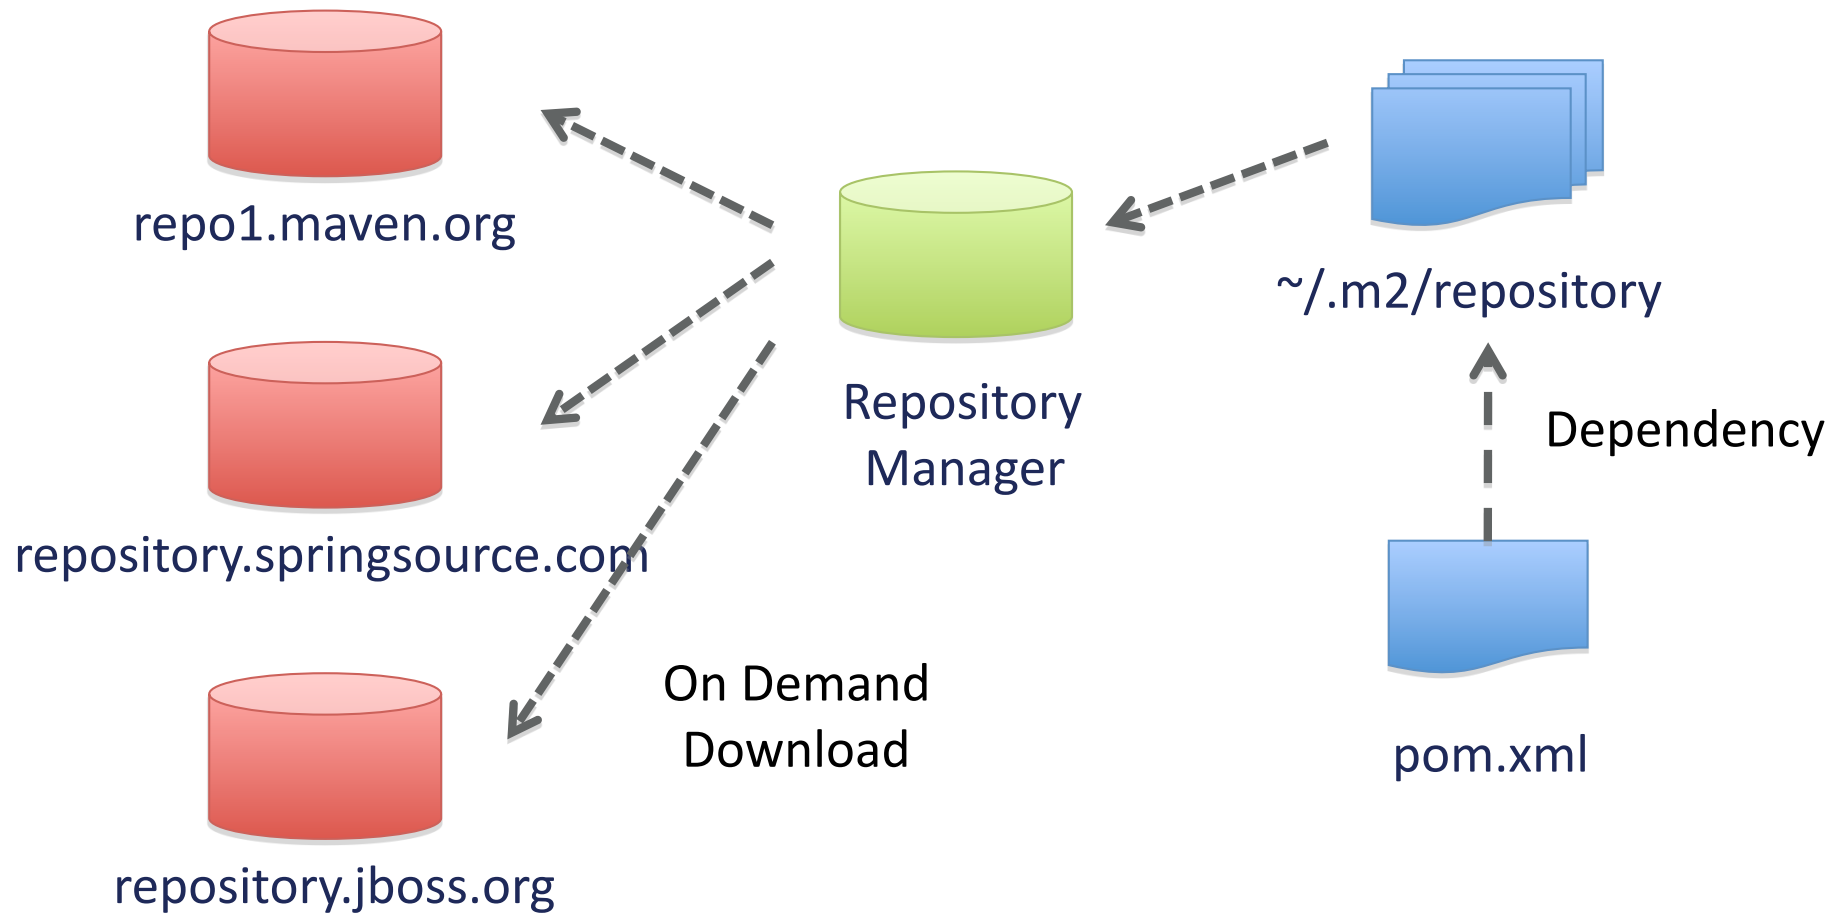 repo1.maven.org
~/.m2/repository
Repository
Manager
Dependency
repository.springsource.com
On Demand
Download
pom.xml
repository.jboss.org